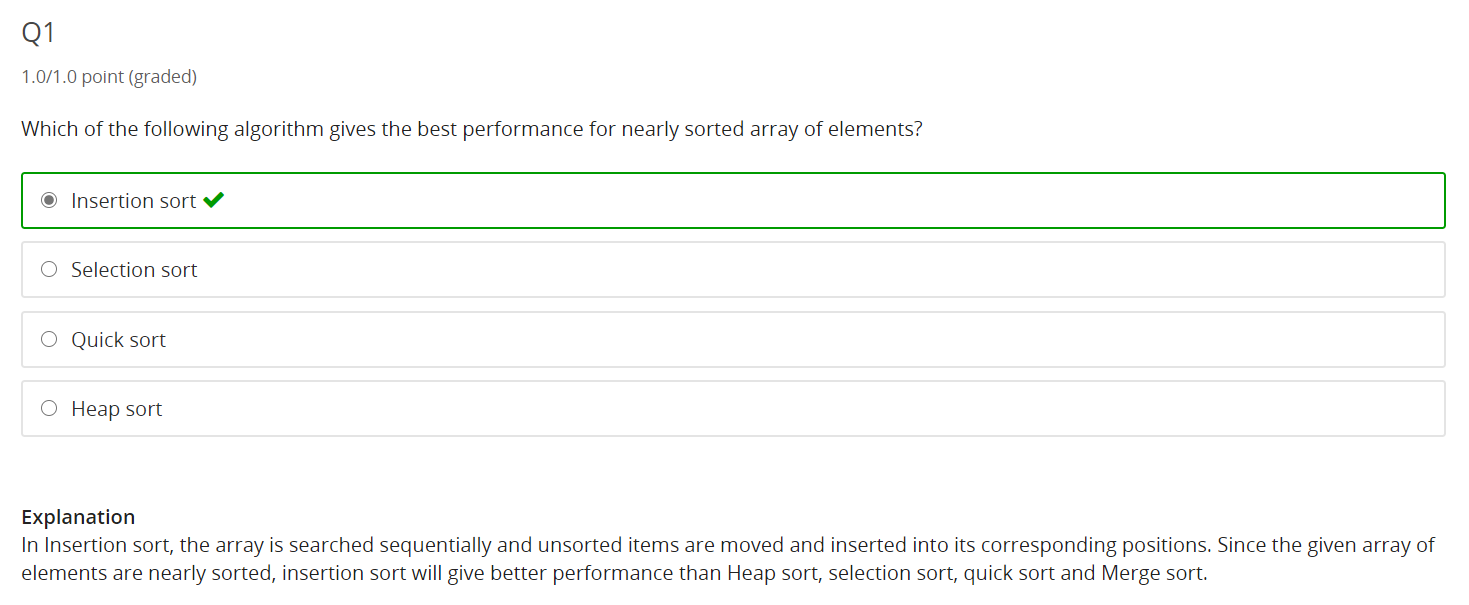 Q1
1.0/1.0 point (graded)
Which of the following algorithm gives the best performance for nearly sorted array of elements?
Insertion sort
Selection sort
Quick sort
Heap sort
Explanation
In Insertion sort, the array is searched sequentially and unsorted items are moved and inserted into its corresponding positions. Since the given array of
elements are nearly sorted, insertion sort will give better performance than Heap sort, selection sort, quick sort and Merge sort.